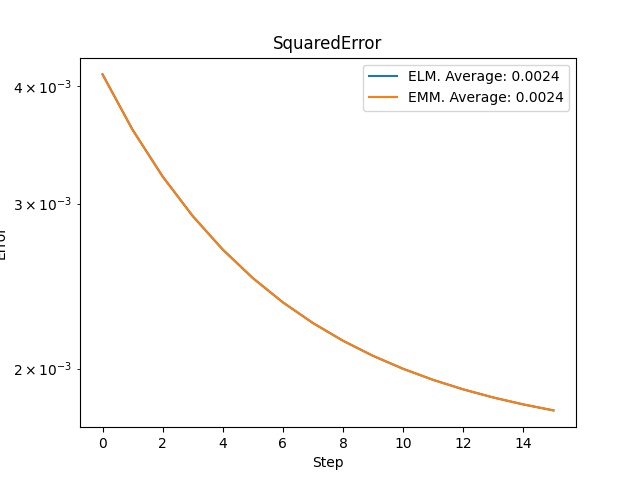 SquaredError
ELM. Average: 0.0024
EMM. Average: 0.0024
4 × 10⁻³
3 × 10⁻³
2 × 10⁻³
Error
0 2 4 6 8 10 12 14
Step